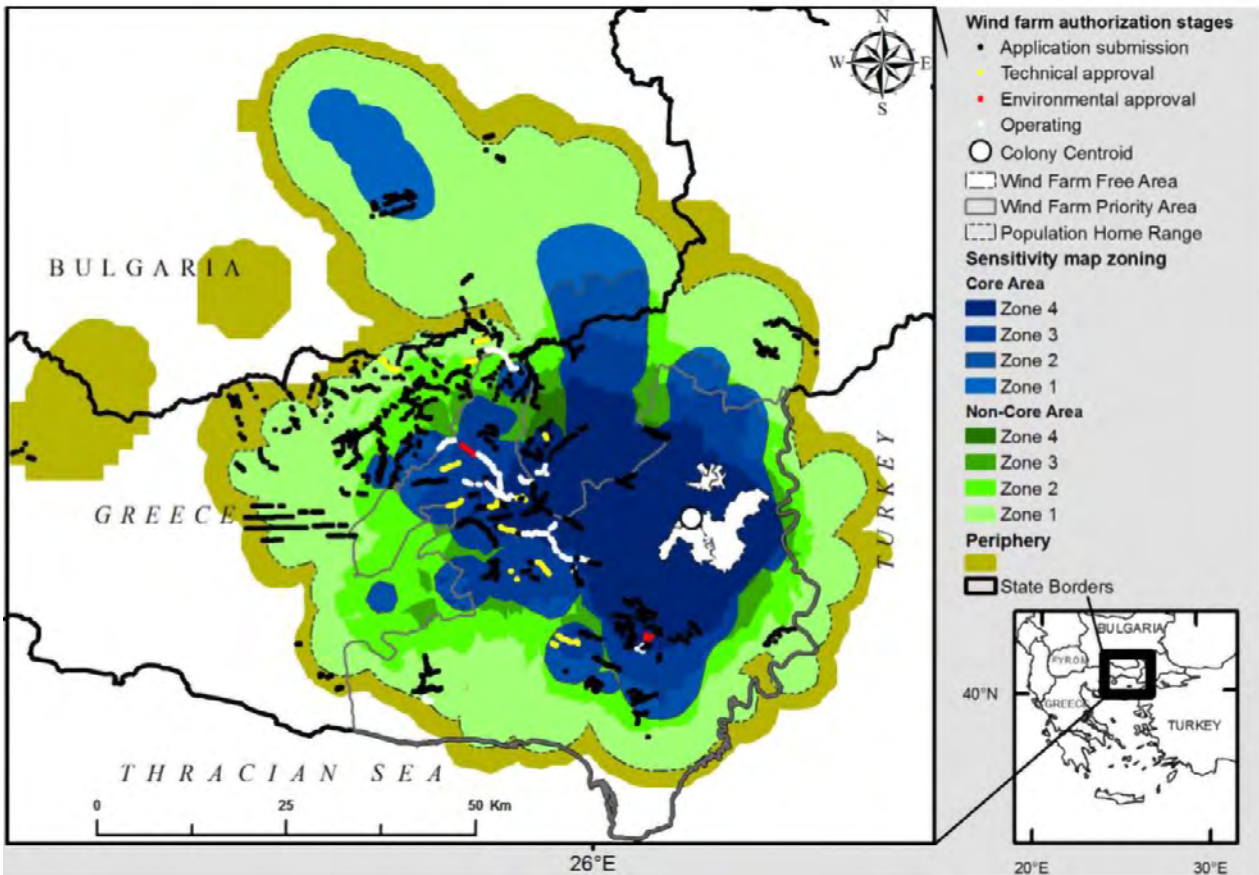 N
W E
S
BULGARIA
GREECE
TURKEY
THRACIAN SEA
0 25 50 Km
26°E
Wind farm authorization stages
Application submission
Technical approval
Environmental approval
Operating
Colony Centroid
Wind Farm Free Area
Wind Farm Priority Area
Population Home Range
Sensitivity map zoning
Core Area
Zone 4
Zone 3
Zone 2
Zone 1
Non-Core Area
Zone 4
Zone 3
Zone 2
Zone 1
Periphery
State Borders
BULGARIA
FYROM
40°N
GREECE
TURKEY
20°E 30°E